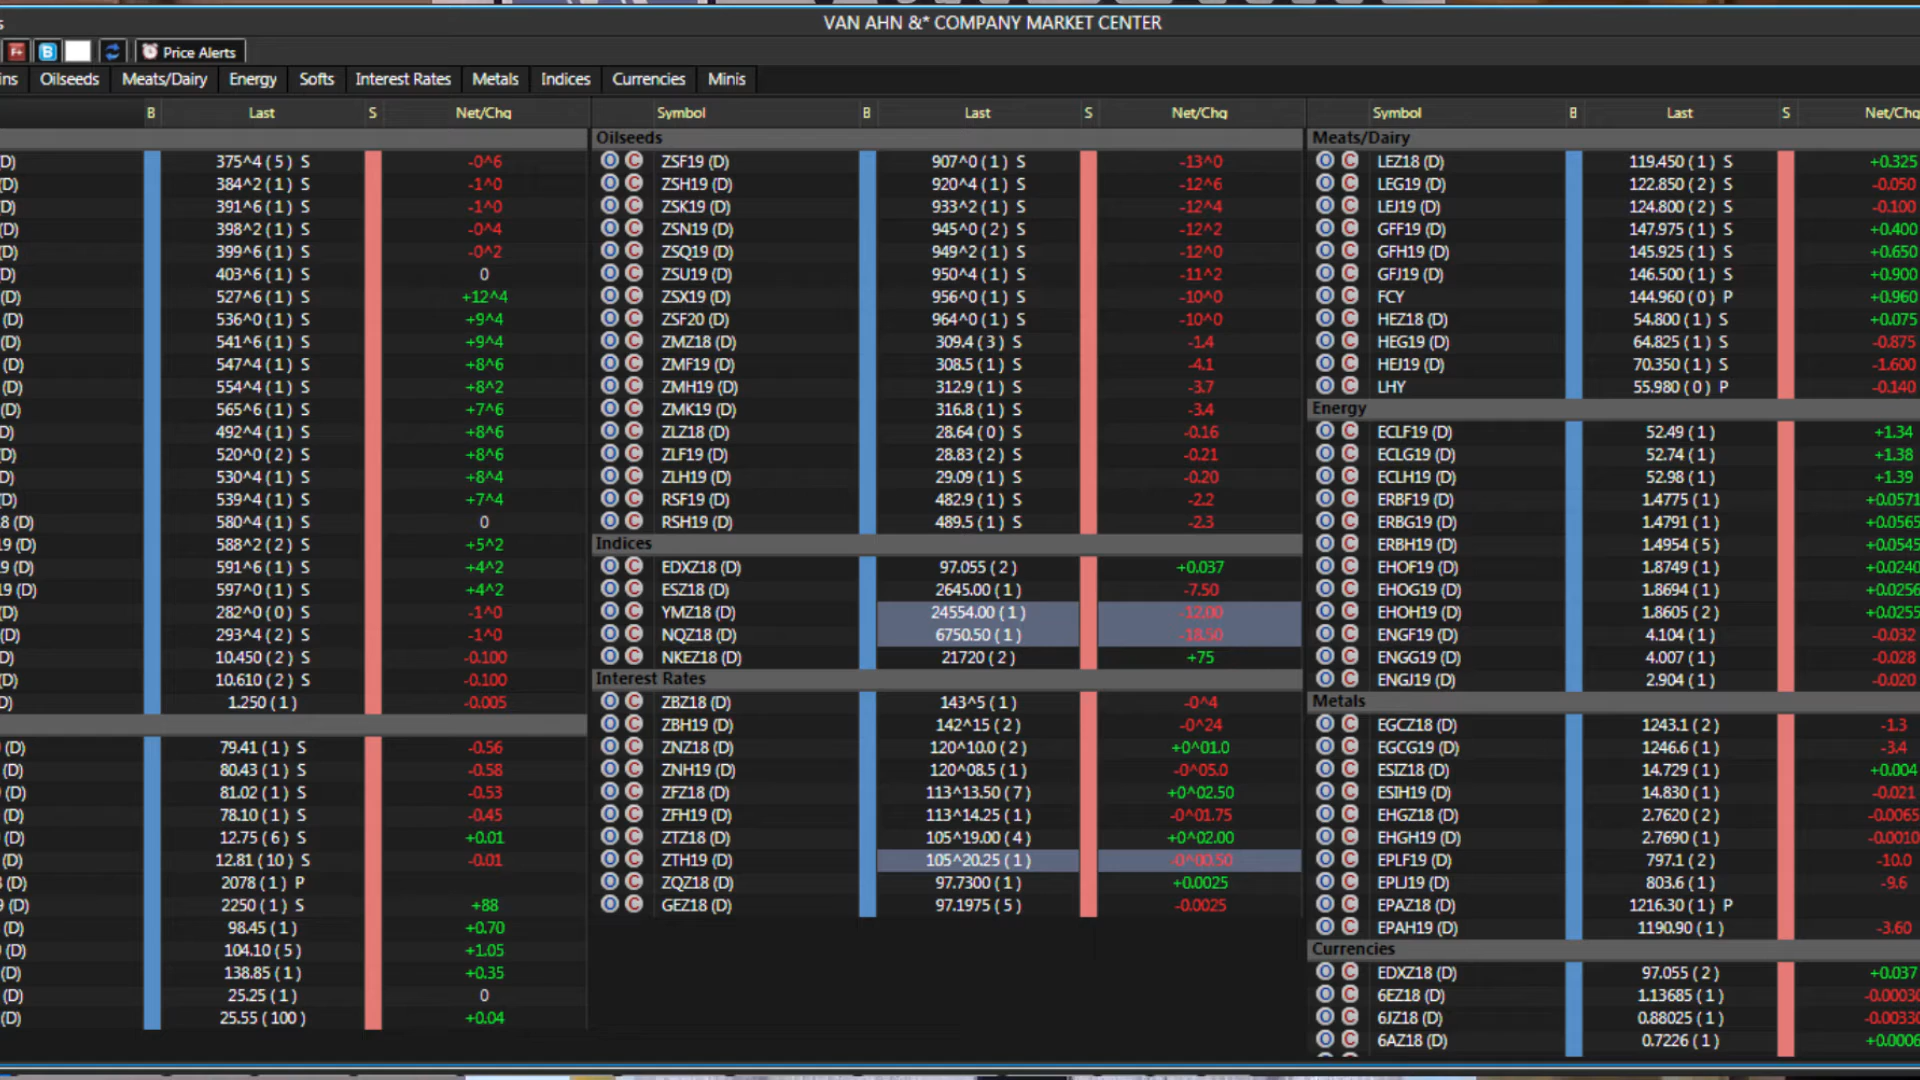 VAN AHN &* COMPANY MARKET CENTER
s
F+ B Price Alerts
ins Oilseeds Meats/Dairy Energy Softs Interest Rates Metals Indices Currencies Minis
B Last S Net/Chg
D) 375^4 (5) S -0^6
D) 384^2 (1) S -1^0
D) 391^6 (1) S -1^0
D) 398^2 (1) S -0^4
D) 399^6 (1) S -0^2
D) 403^6 (1) S 0
(D) 527^6 (1) S +12^4
(D) 536^0 (1) S +9^4
(D) 541^6 (1) S +9^4
(D) 547^4 (1) S +8^6
(D) 554^4 (1) S +8^2
(D) 565^6 (1) S +7^6
D) 492^4 (1) S +8^6
D) 520^0 (2) S +8^6
D) 530^4 (1) S +8^4
D) 539^4 (1) S +7^4
8 (D) 580^4 (1) S 0
19 (D) 588^2 (2) S +5^2
19 (D) 591^6 (1) S +4^2
19 (D) 597^0 (1) S +4^2
(D) 282^0 (0) S -1^0
(D) 293^4 (2) S -1^0
D) 10.450 (2) S -0.100
D) 10.610 (2) S -0.100
D) 1.250 (1) -0.005
(D) 79.41 (1) S -0.56
(D) 80.43 (1) S -0.58
(D) 81.02 (1) S -0.53
(D) 78.10 (1) S -0.45
(D) 12.75 (6) S +0.01
(D) 12.81 (10) S -0.01
8 (D) 2078 (1) P
9 (D) 2250 (1) S +88
(D) 98.45 (1) +0.70
(D) 104.10 (5) +1.05
(D) 138.85 (1) +0.35
(D) 25.25 (1) 0
(D) 25.55 (100) +0.04
Symbol B Last S Net/Chg
Oilseeds
O C ZSF19 (D) 907^0 (1) S -13^0
O C ZSH19 (D) 920^4 (1) S -12^6
O C ZSK19 (D) 933^2 (1) S -12^4
O C ZSN19 (D) 945^0 (2) S -12^2
O C ZSQ19 (D) 949^2 (1) S -12^0
O C ZSU19 (D) 950^4 (1) S -11^2
O C ZSX19 (D) 956^0 (1) S -10^0
O C ZSF20 (D) 964^0 (1) S -10^0
O C ZMZ18 (D) 309.4 (3) S -1.4
O C ZMF19 (D) 308.5 (1) S -4.1
O C ZMH19 (D) 312.9 (1) S -3.7
O C ZMK19 (D) 316.8 (1) S -3.4
O C ZLZ18 (D) 28.64 (0) S -0.16
O C ZLF19 (D) 28.83 (2) S -0.21
O C ZLH19 (D) 29.09 (1) S -0.20
O C RSF19 (D) 482.9 (1) S -2.2
O C RSH19 (D) 489.5 (1) S -2.3
Indices
O C EDXZ18 (D) 97.055 (2) +0.037
O C ESZ18 (D) 2645.00 (1) -7.50
O C YMZ18 (D) 24554.00 (1) -12.00
O C NQZ18 (D) 6750.50 (1) -18.50
O C NKEZ18 (D) 21720 (2) +75
Interest Rates
O C ZBZ18 (D) 143^5 (1) -0^4
O C ZBH19 (D) 142^15 (2) -0^24
O C ZNZ18 (D) 120^10.0 (2) +0^01.0
O C ZNH19 (D) 120^08.5 (1) -0^05.0
O C ZFZ18 (D) 113^13.50 (7) +0^02.50
O C ZFH19 (D) 113^14.25 (1) -0^01.75
O C ZTZ18 (D) 105^19.00 (4) +0^02.00
O C ZTH19 (D) 105^20.25 (1) -0^00.50
O C ZQZ18 (D) 97.7300 (1) +0.0025
O C GEZ18 (D) 97.1975 (5) -0.0025
Symbol B Last S Net/Chg
Meats/Dairy
O C LEZ18 (D) 119.450 (1) S +0.325
O C LEG19 (D) 122.850 (2) S -0.050
O C LEJ19 (D) 124.800 (2) S -0.100
O C GFF19 (D) 147.975 (1) S +0.400
O C GFH19 (D) 145.925 (1) S +0.650
O C GFJ19 (D) 146.500 (1) S +0.900
O C FCY 144.960 (0) P +0.960
O C HEZ18 (D) 54.800 (1) S +0.075
O C HEG19 (D) 64.825 (1) S -0.875
O C HEJ19 (D) 70.350 (1) S -1.600
O C LHY 55.980 (0) P -0.140
Energy
O C ECLF19 (D) 52.49 (1) +1.34
O C ECLG19 (D) 52.74 (1) +1.38
O C ECLH19 (D) 52.98 (1) +1.39
O C ERBF19 (D) 1.4775 (1) +0.0571
O C ERBG19 (D) 1.4791 (1) +0.0565
O C ERBH19 (D) 1.4954 (5) +0.0545
O C EHOF19 (D) 1.8749 (1) +0.0240
O C EHOG19 (D) 1.8694 (1) +0.0256
O C EHOH19 (D) 1.8605 (2) +0.0255
O C ENGF19 (D) 4.104 (1) -0.032
O C ENGG19 (D) 4.007 (1) -0.028
O C ENGJ19 (D) 2.904 (1) -0.020
Metals
O C EGCZ18 (D) 1243.1 (2) -1.3
O C EGCG19 (D) 1246.6 (1) -3.4
O C ESIZ18 (D) 14.729 (1) +0.004
O C ESIH19 (D) 14.830 (1) -0.021
O C EHGZ18 (D) 2.7620 (2) -0.0065
O C EHGH19 (D) 2.7690 (1) -0.0010
O C EPLF19 (D) 797.1 (2) -10.0
O C EPLJ19 (D) 803.6 (1) -9.6
O C EPAZ18 (D) 1216.30 (1) P
O C EPAH19 (D) 1190.90 (1) -3.60
Currencies
O C EDXZ18 (D) 97.055 (2) +0.037
O C 6EZ18 (D) 1.13685 (1) -0.00030
O C 6JZ18 (D) 0.88025 (1) -0.00330
O C 6AZ18 (D) 0.7226 (1) +0.0006